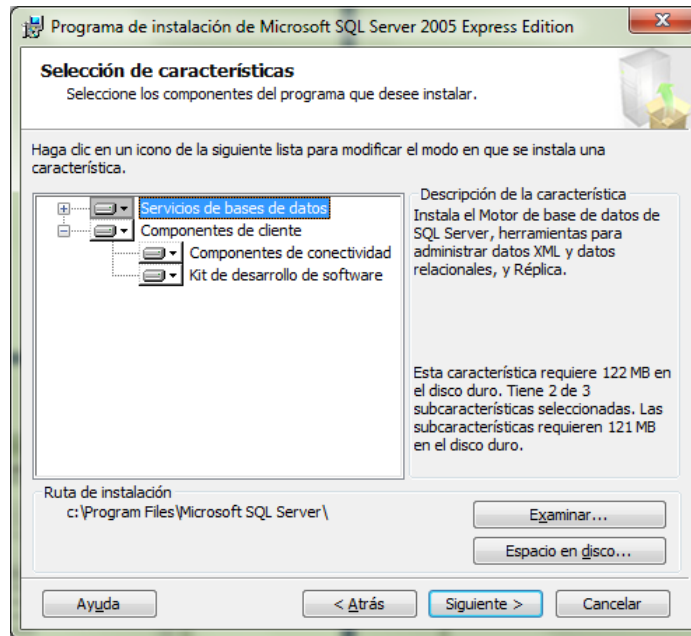 Programa de instalación de Microsoft SQL Server 2005 Express Edition
Selección de características
Seleccione los componentes del programa que desee instalar.
Haga clic en un icono de la siguiente lista para modificar el modo en que se instala una
característica.
Servicios de bases de datos
Componentes de cliente
Componentes de conectividad
Kit de desarrollo de software
Descripción de la característica
Instala el Motor de base de datos de
SQL Server, herramientas para
administrar datos XML y datos
relacionales, y Réplica.
Esta característica requiere 122 MB en
el disco duro. Tiene 2 de 3
subcaracterísticas seleccionadas. Las
subcaracterísticas requieren 121 MB
en el disco duro.
Ruta de instalación
c:\Program Files\Microsoft SQL Server\
Examinar...
Espacio en disco...
Ayuda
< Atrás
Siguiente >
Cancelar